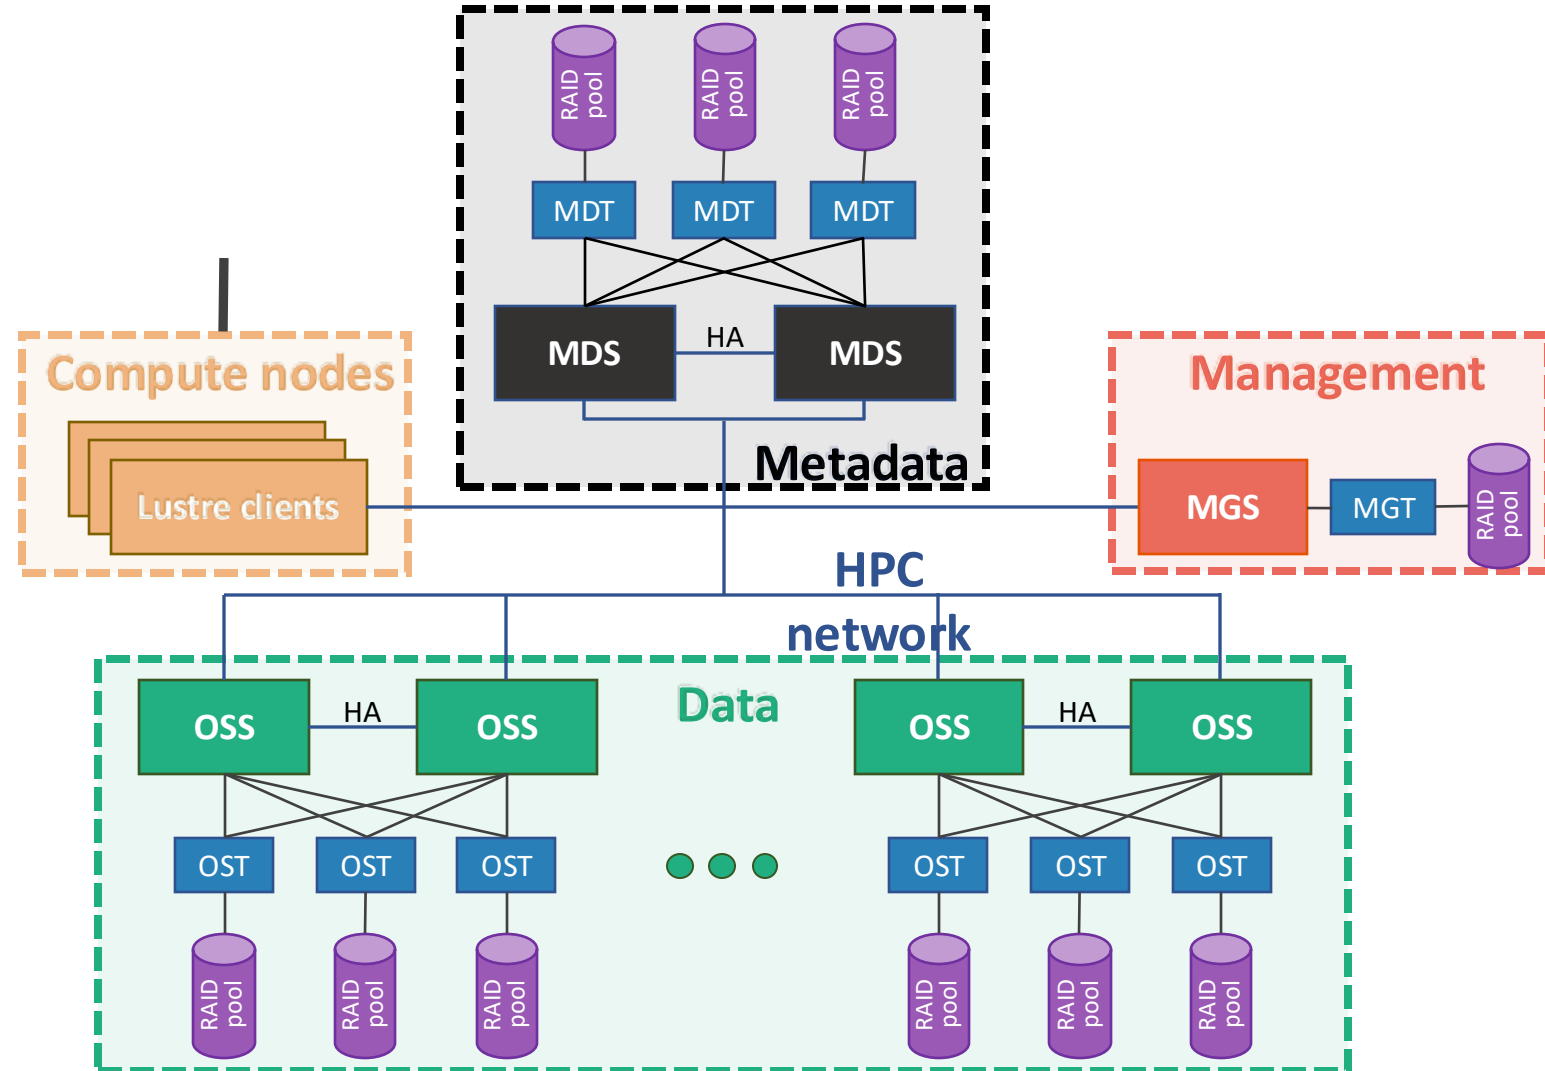 RAID
pool
RAID
pool
RAID
pool
MDT
MDT
MDT
MDS
HA
MDS
Metadata
Compute nodes
Lustre clients
Management
MGS
MGT
RAID
pool
HPC
network
Data
OSS
HA
OSS
OSS
HA
OSS
OST
OST
OST
OST
OST
OST
RAID
pool
RAID
pool
RAID
pool
RAID
pool
RAID
pool
RAID
pool